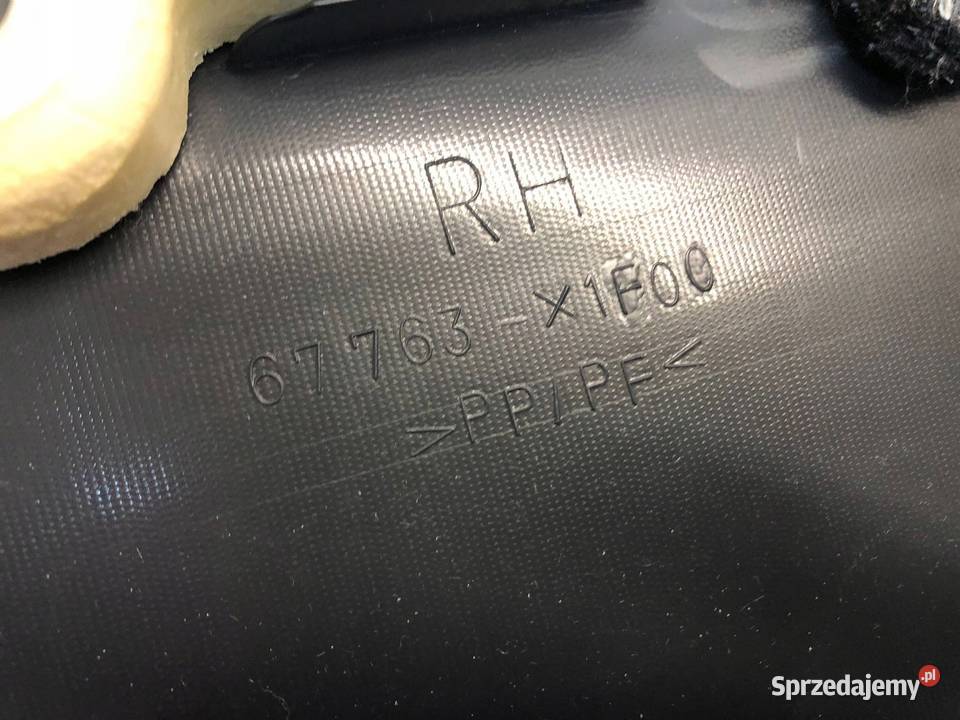 RH
67763-X1F00
>PP/PF<
Sprzedajemy.pl